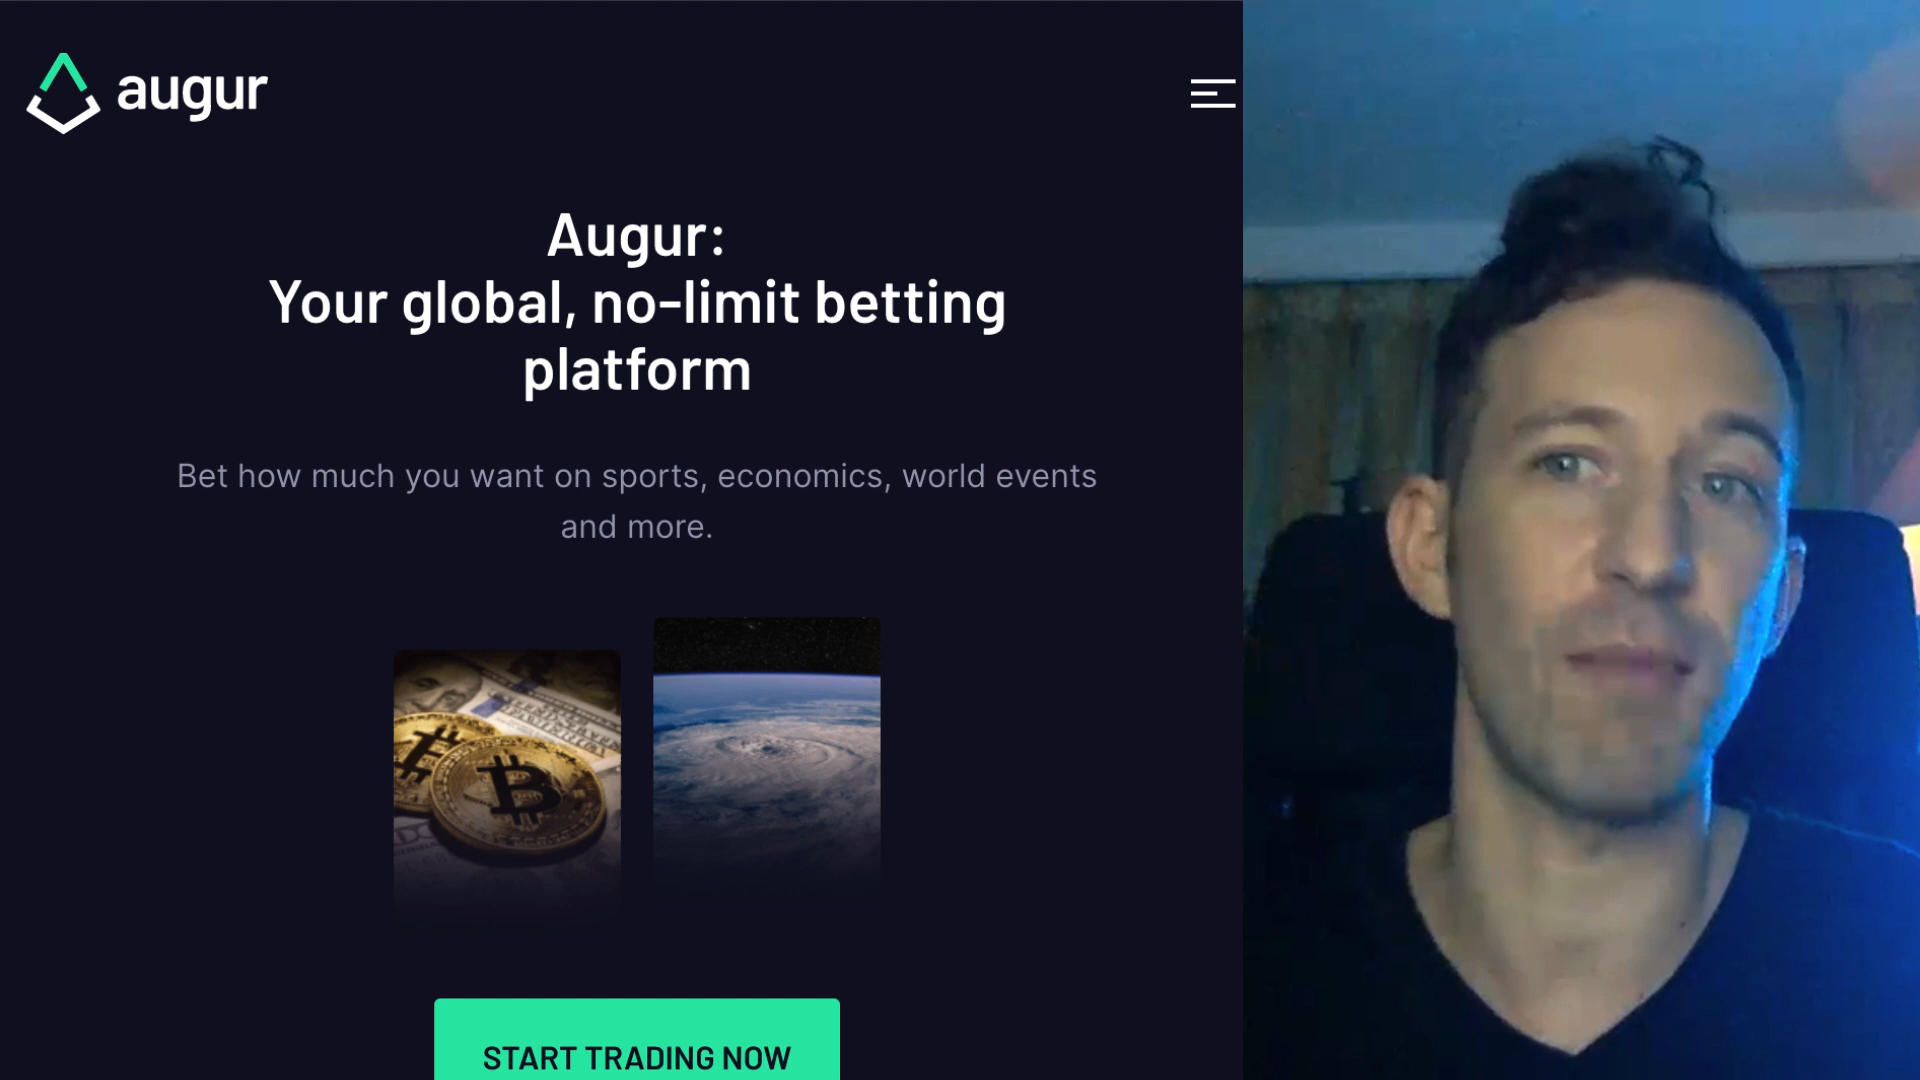 augur
Augur:
Your global, no-limit betting
platform
Bet how much you want on sports, economics, world events
and more.
START TRADING NOW